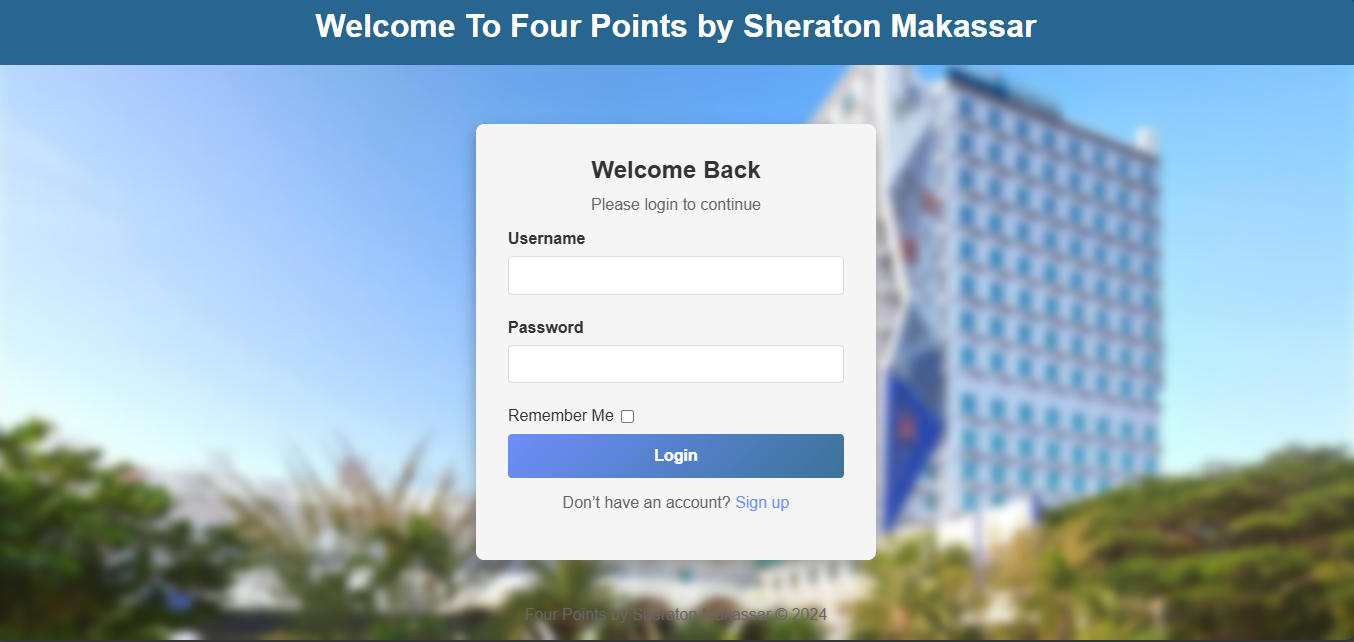 Welcome To Four Points by Sheraton Makassar
Welcome Back
Please login to continue
Username
Password
Remember Me
Login
Don’t have an account? Sign up
Four Points by Sheraton Makassar © 2024